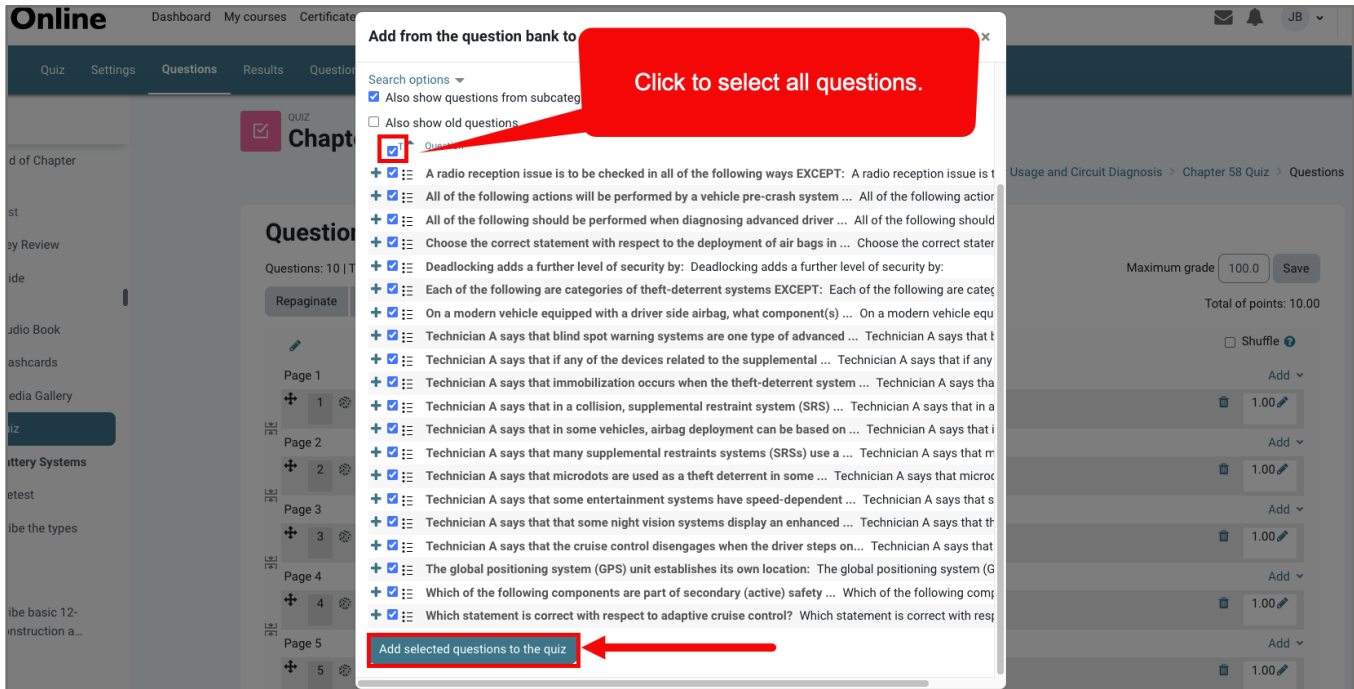 Online
Dashboard My courses Certificate
JB
Quiz Settings Questions Results Question
Add from the question bank to
×
Click to select all questions.
Search options
Also show questions from subcateg
Also show old questions
T Question
QUIZ
Chapt
d of Chapter
st
ey Review
ide
udio Book
ashcards
edia Gallery
iz
ttery Systems
etest
ibe the types
ibe basic 12-
onstruction a...
Usage and Circuit Diagnosis > Chapter 58 Quiz > Questions
Question
Questions: 10 | T
Repaginate
Maximum grade 100.0 Save
Total of points: 10.00
Shuffle
A radio reception issue is to be checked in all of the following ways EXCEPT: A radio reception issue is t
All of the following actions will be performed by a vehicle pre-crash system ... All of the following action
All of the following should be performed when diagnosing advanced driver ... All of the following should
Choose the correct statement with respect to the deployment of air bags in ... Choose the correct stater
Deadlocking adds a further level of security by: Deadlocking adds a further level of security by:
Each of the following are categories of theft-deterrent systems EXCEPT: Each of the following are categ
On a modern vehicle equipped with a driver side airbag, what component(s) ... On a modern vehicle equ
Technician A says that blind spot warning systems are one type of advanced ... Technician A says that b
Technician A says that if any of the devices related to the supplemental ... Technician A says that if any
Technician A says that immobilization occurs when the theft-deterrent system ... Technician A says tha
Technician A says that in a collision, supplemental restraint system (SRS) ... Technician A says that in a
Technician A says that in some vehicles, airbag deployment can be based on ... Technician A says that i
Technician A says that many supplemental restraints systems (SRSs) use a ... Technician A says that m
Technician A says that microdots are used as a theft deterrent in some ... Technician A says that microd
Technician A says that some entertainment systems have speed-dependent ... Technician A says that s
Technician A says that that some night vision systems display an enhanced ... Technician A says that th
Technician A says that the cruise control disengages when the driver steps on... Technician A says that
The global positioning system (GPS) unit establishes its own location: The global positioning system (G
Which of the following components are part of secondary (active) safety ... Which of the following comp
Which statement is correct with respect to adaptive cruise control? Which statement is correct with resp
Add selected questions to the quiz
Page 1 Add
1 1.00
Page 2 Add
2 1.00
Page 3 Add
3 1.00
Page 4 Add
4 1.00
Page 5 Add
5 1.00